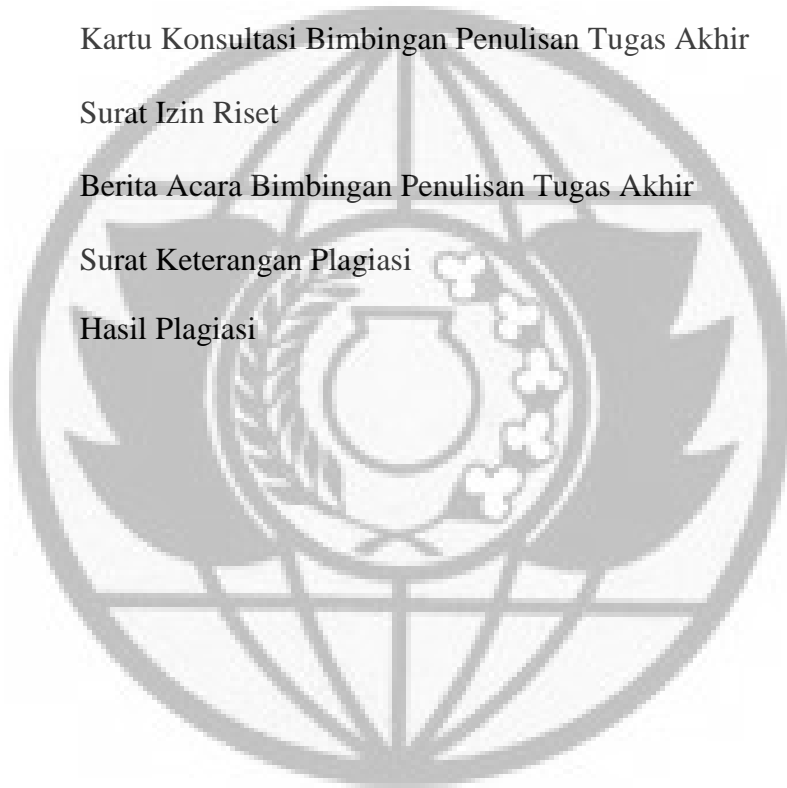 Kartu Konsultasi Bimbingan Penulisan Tugas Akhir
Surat Izin Riset
Berita Acara Bimbingan Penulisan Tugas Akhir
Surat Keterangan Plagiasi
Hasil Plagiasi